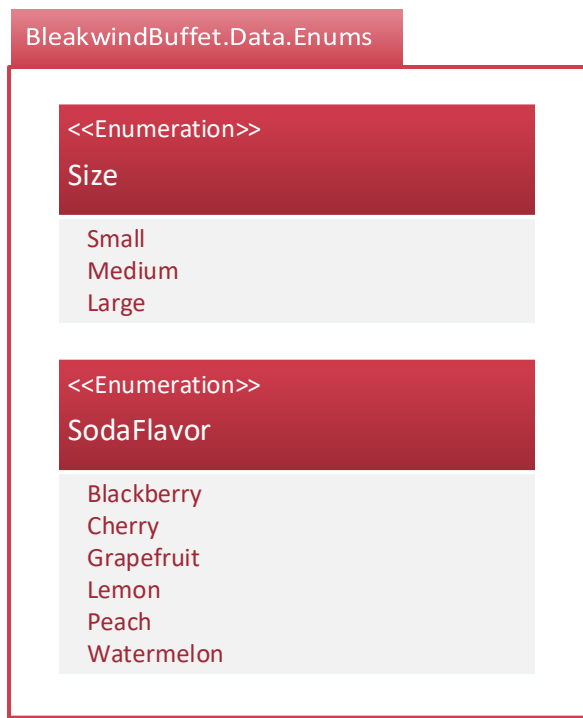 BleakwindBuffet.Data.Enums
<<Enumeration>>
Size
Small
Medium
Large
<<Enumeration>>
SodaFlavor
Blackberry
Cherry
Grapefruit
Lemon
Peach
Watermelon